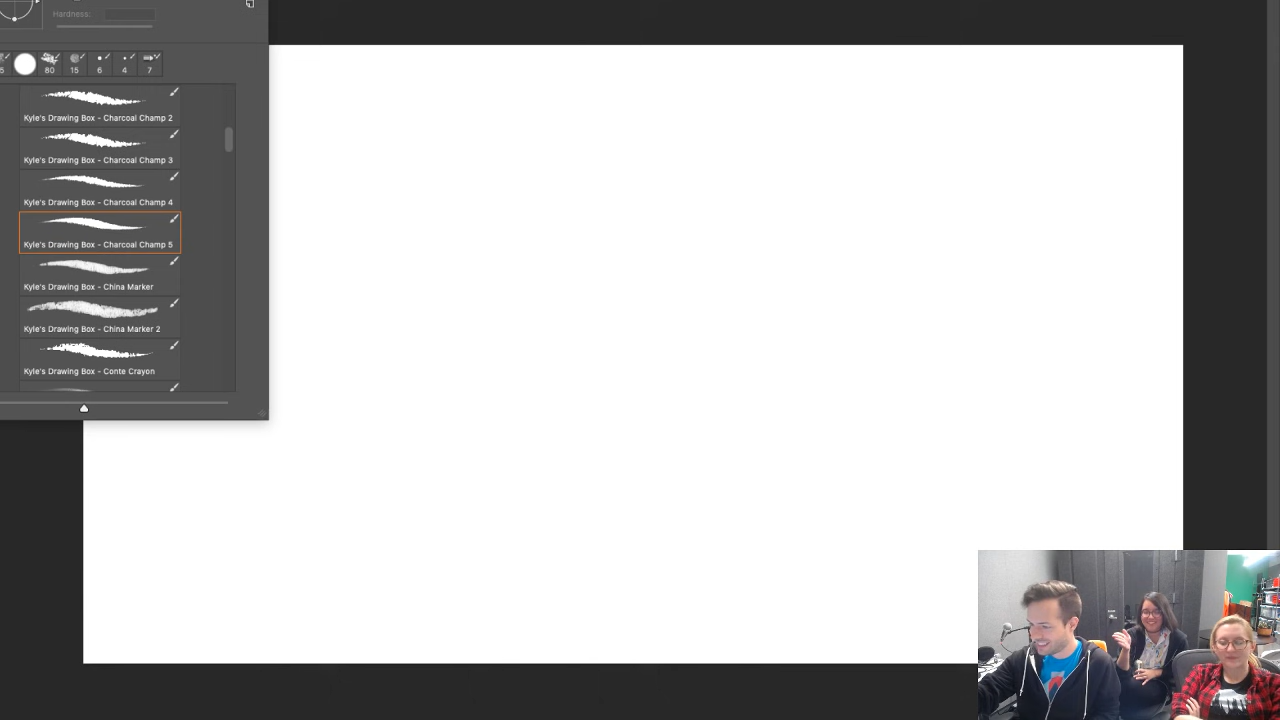 Hardness:
5 80 15 6 4 7
Kyle's Drawing Box - Charcoal Champ 2
Kyle's Drawing Box - Charcoal Champ 3
Kyle's Drawing Box - Charcoal Champ 4
Kyle's Drawing Box - Charcoal Champ 5
Kyle's Drawing Box - China Marker
Kyle's Drawing Box - China Marker 2
Kyle's Drawing Box - Conte Crayon